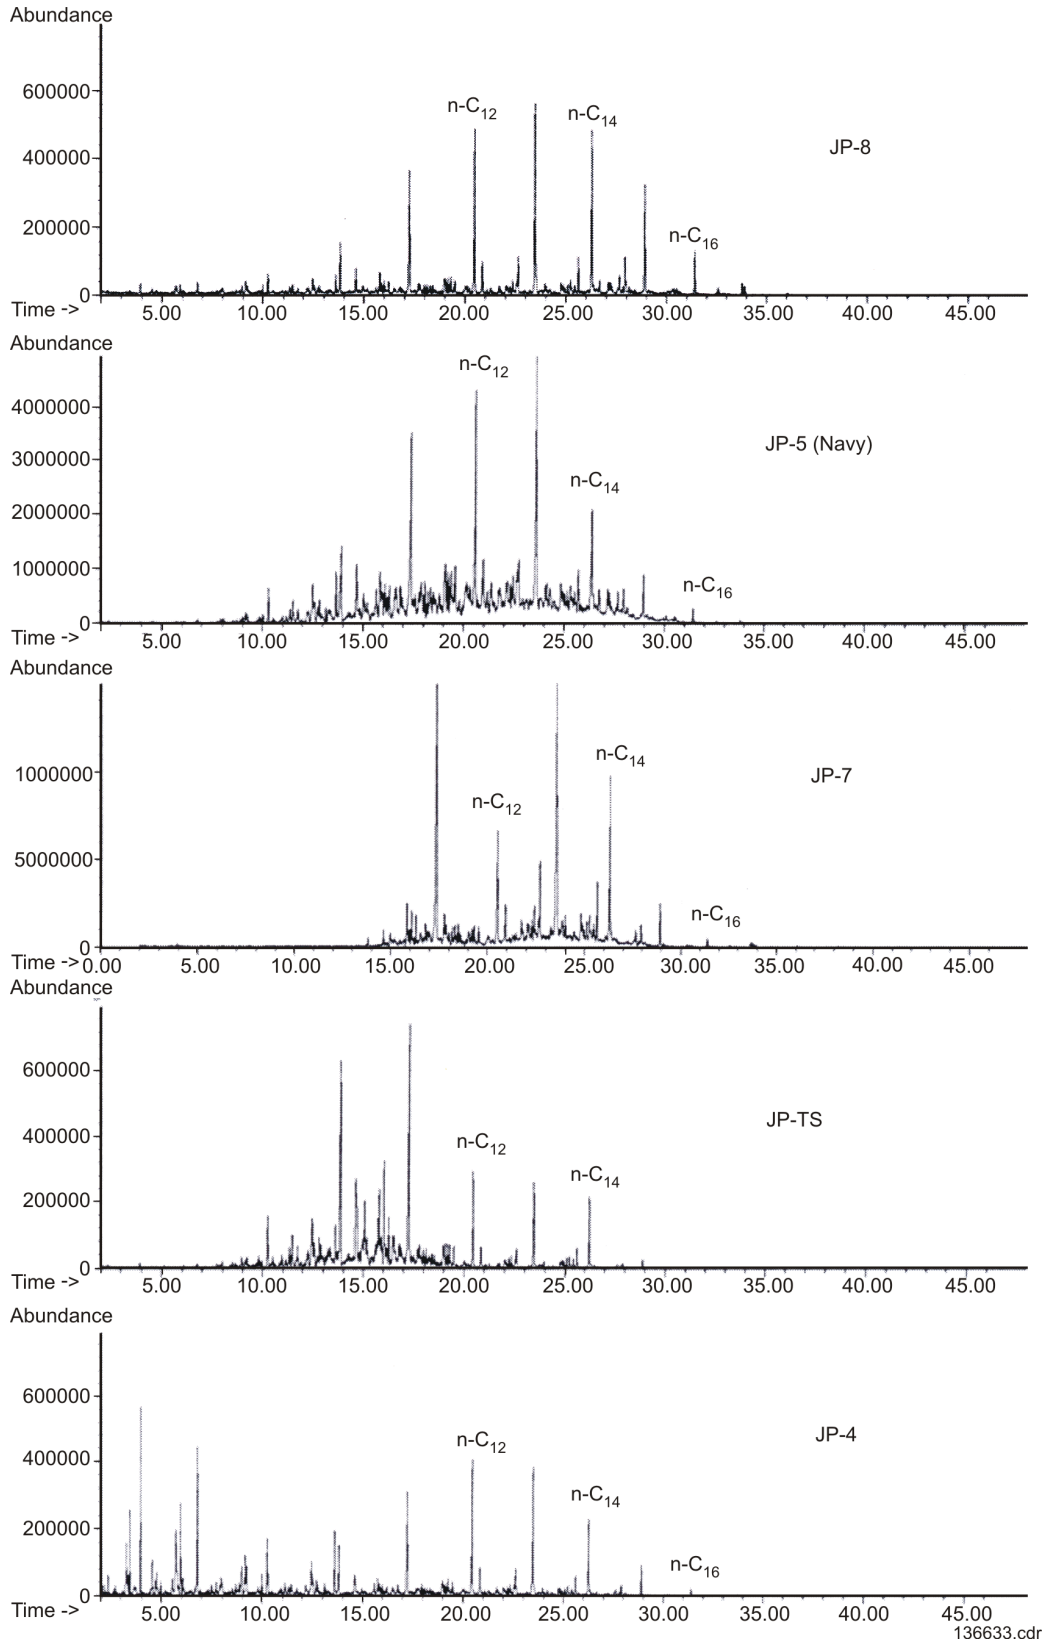 Abundance
600000
n-C12
n-C14
400000
JP-8
n-C16
200000
0
Time -> 5.00 10.00 15.00 20.00 25.00 30.00 35.00 40.00 45.00
Abundance
n-C12
4000000
JP-5 (Navy)
3000000
n-C14
2000000
1000000
n-C16
0
Time -> 5.00 10.00 15.00 20.00 25.00 30.00 35.00 40.00 45.00
Abundance
n-C14
1000000
JP-7
n-C12
5000000
n-C16
0
Time -> 0.00 5.00 10.00 15.00 20.00 25.00 30.00 35.00 40.00 45.00
Abundance
600000
JP-TS
400000
n-C12
n-C14
200000
0
Time -> 5.00 10.00 15.00 20.00 25.00 30.00 35.00 40.00 45.00
Abundance
600000
n-C12
JP-4
400000
n-C14
200000
n-C16
0
Time -> 5.00 10.00 15.00 20.00 25.00 30.00 35.00 40.00 45.00
136633.cdr